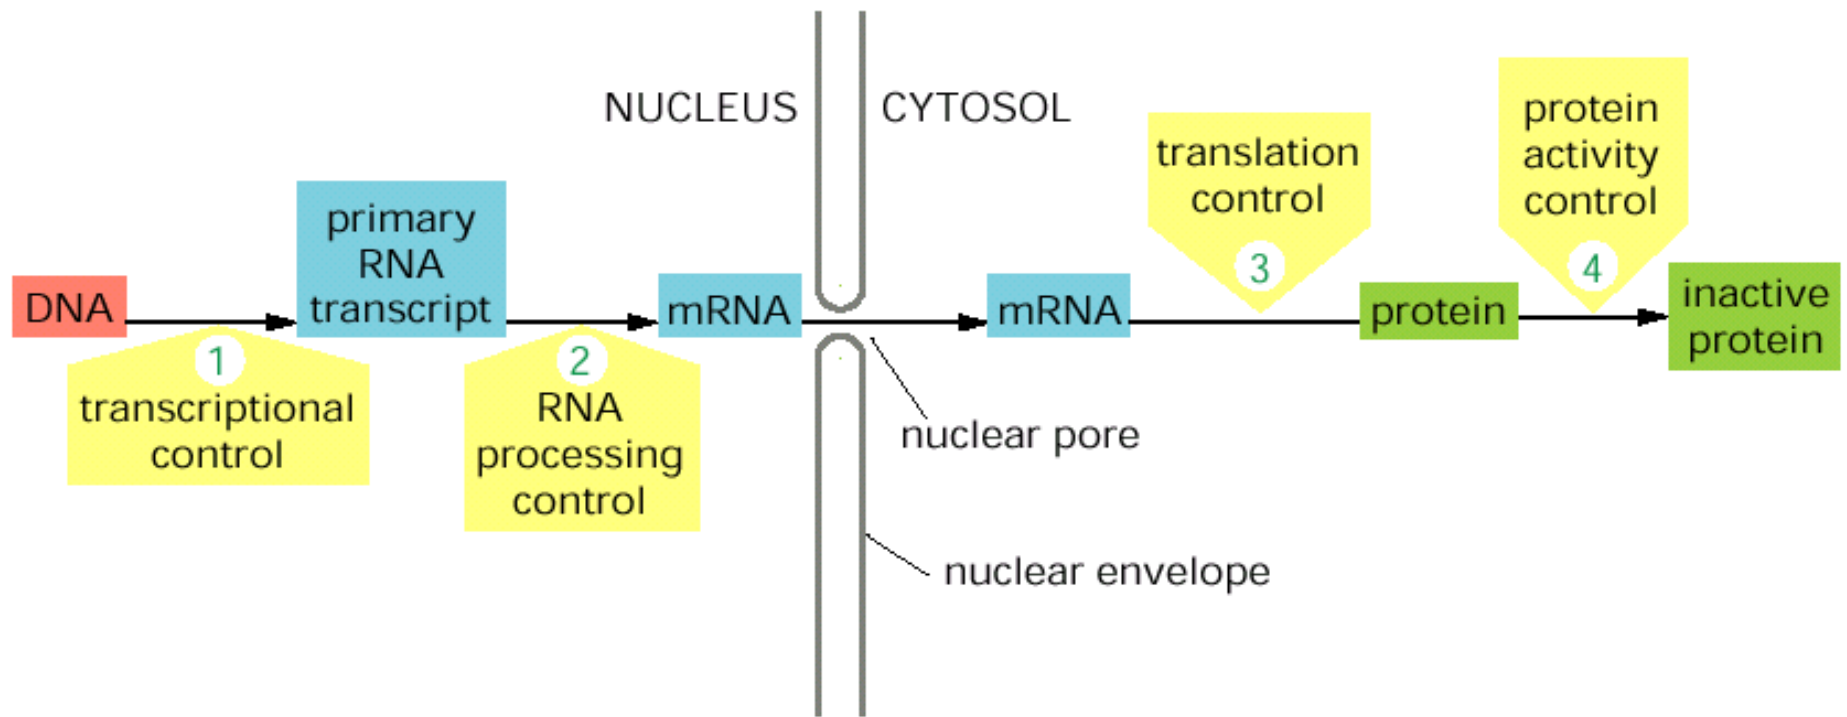 NUCLEUS
CYTOSOL
DNA
primary
RNA
transcript
mRNA
mRNA
protein
inactive
protein
1
transcriptional
control
2
RNA
processing
control
translation
control
3
protein
activity
control
4
nuclear pore
nuclear envelope